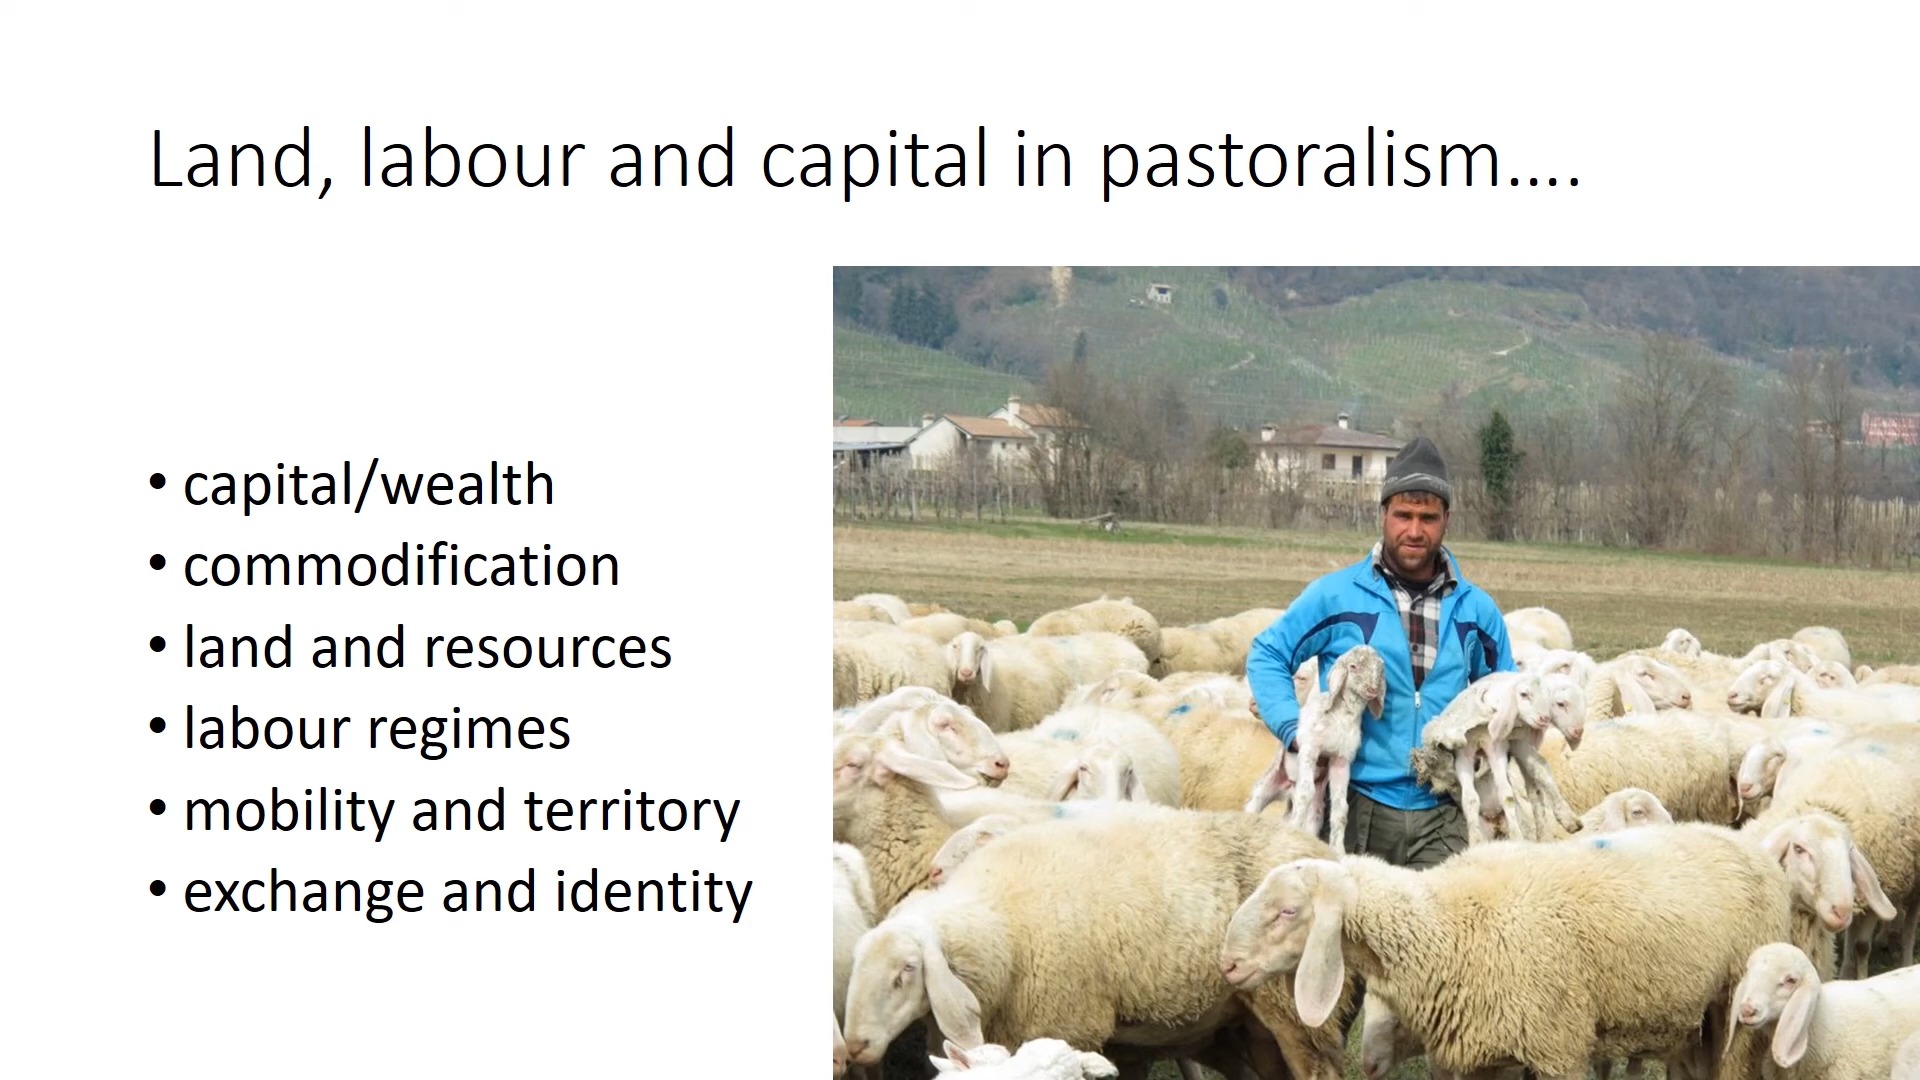 Land, labour and capital in pastoralism....
• capital/wealth
• commodification
• land and resources
• labour regimes
• mobility and territory
• exchange and identity